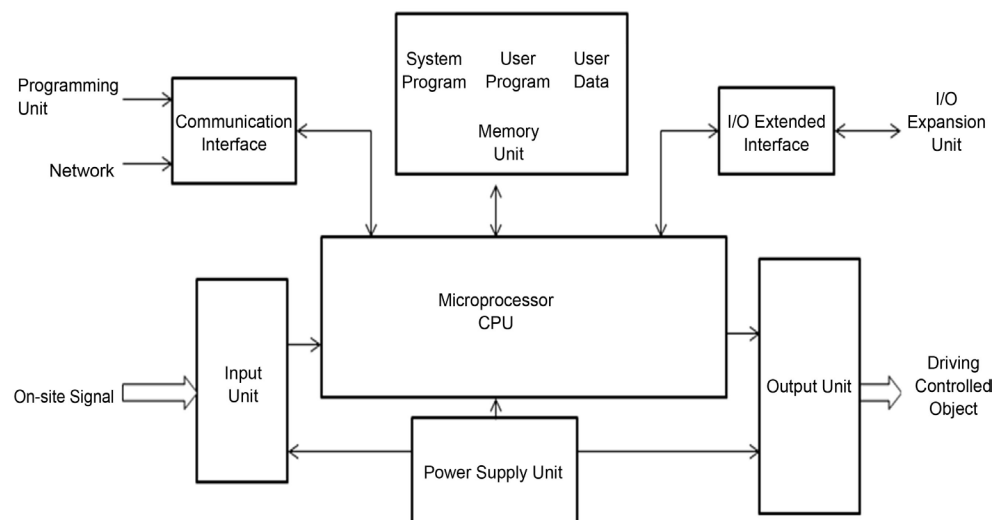 System
Program
User
Program
User
Data
Memory
Unit
Programming
Unit
Network
Communication
Interface
I/O Extended
Interface
I/O
Expansion
Unit
Microprocessor
CPU
On-site Signal
Input
Unit
Power Supply Unit
Output Unit
Driving
Controlled
Object